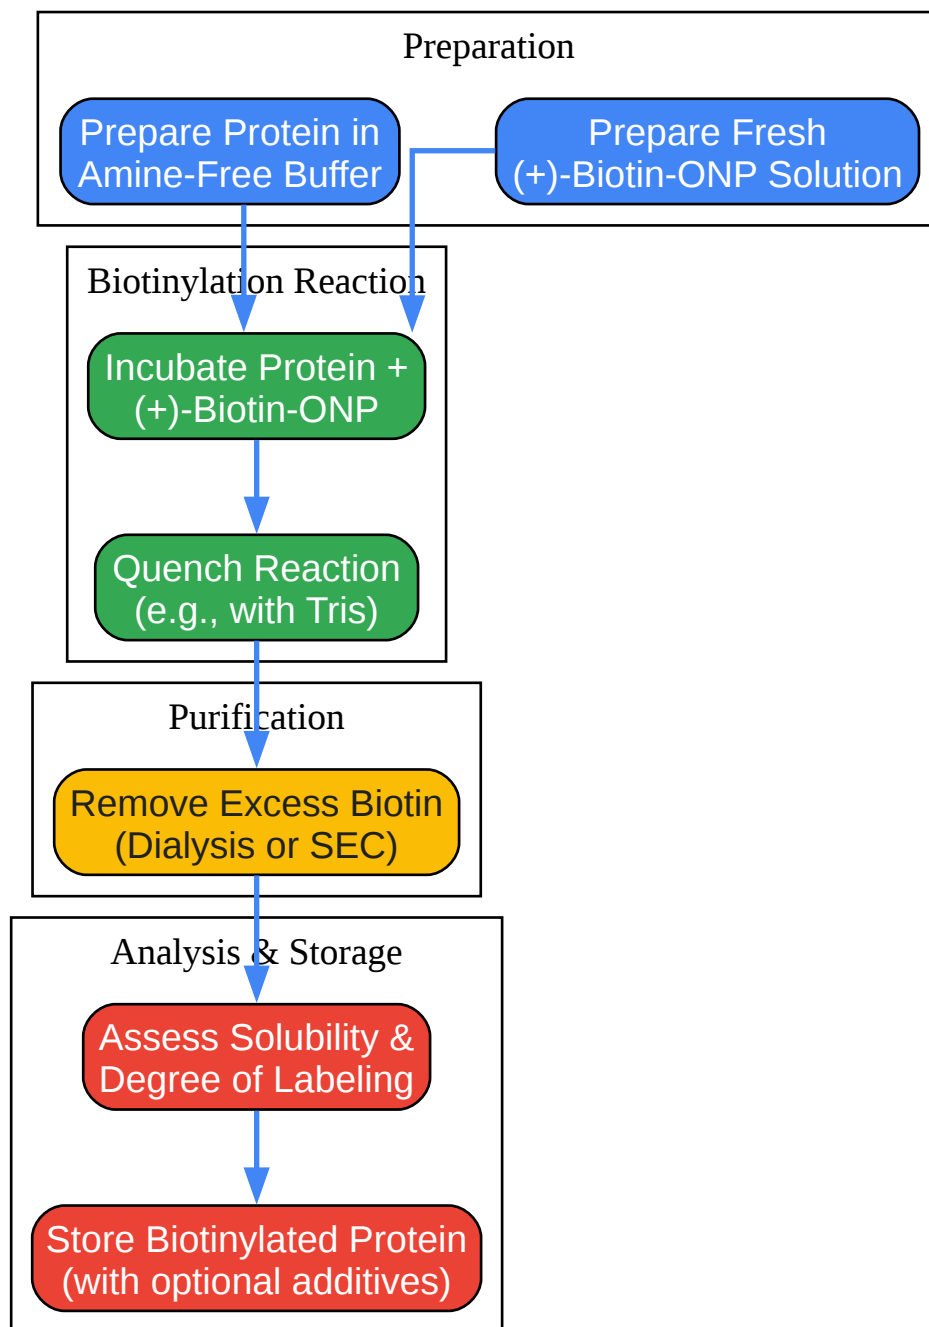 Preparation
Prepare Protein in
Amine-Free Buffer
Prepare Fresh
(+)-Biotin-ONP Solution
Biotinylation Reaction
Incubate Protein +
(+)-Biotin-ONP
Quench Reaction
(e.g., with Tris)
Purification
Remove Excess Biotin
(Dialysis or SEC)
Analysis & Storage
Assess Solubility &
Degree of Labeling
Store Biotinylated Protein
(with optional additives)